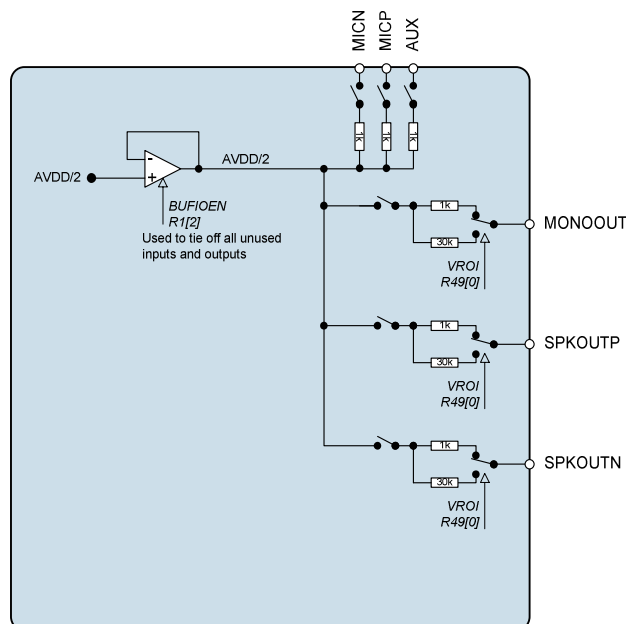 MICN
MICP
AUX
1k
1k
1k
AVDD/2
AVDD/2
-
+
BUFIOEN
R1[2]
Used to tie off all unused
inputs and outputs
1k
30k
MONOOUT
VROI
R49[0]
1k
30k
SPKOUTP
VROI
R49[0]
1k
30k
SPKOUTN
VROI
R49[0]